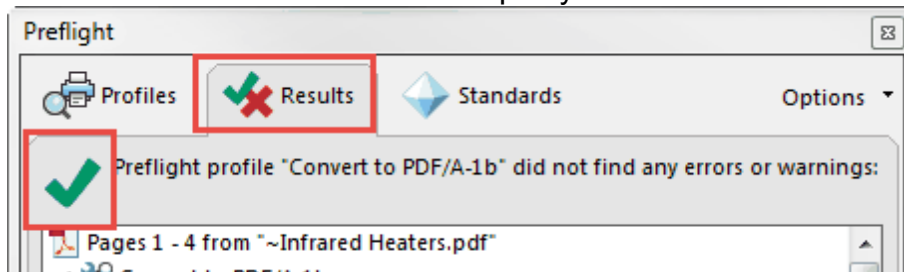 Preflight
Profiles Results Standards Options
Preflight profile "Convert to PDF/A-1b" did not find any errors or warnings:
Pages 1 - 4 from "~Infrared Heaters.pdf"